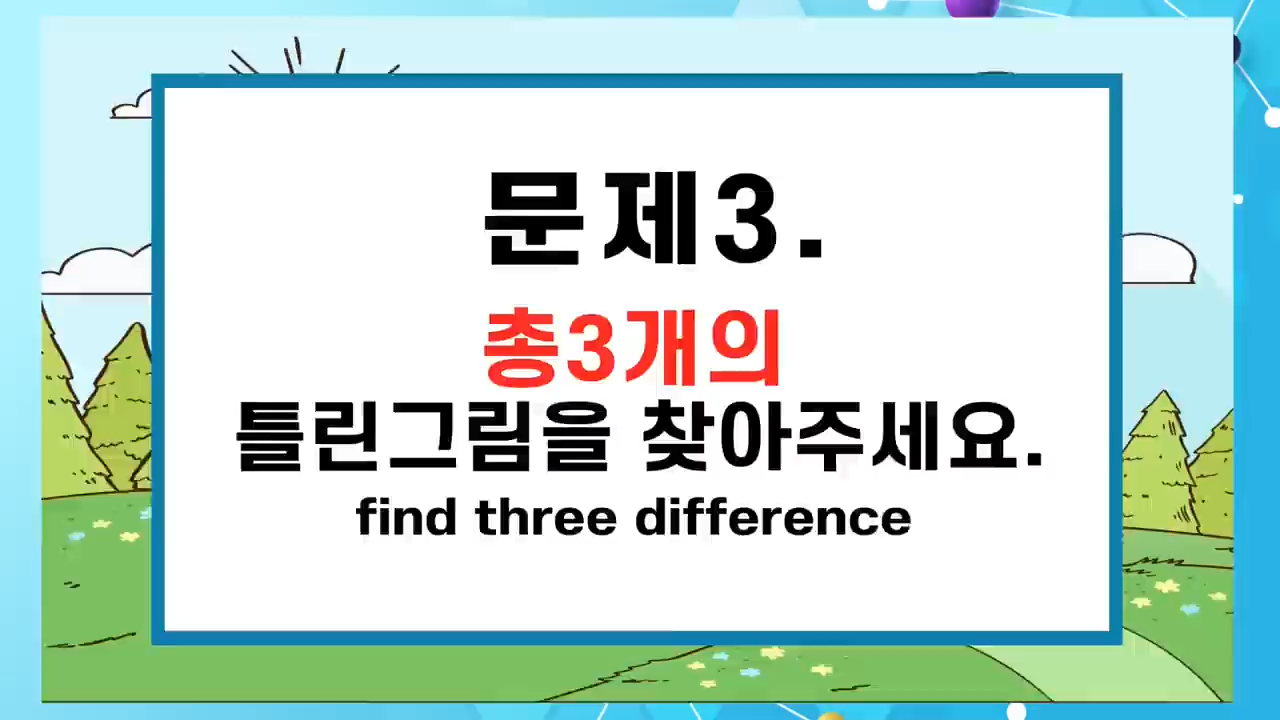 문제3.
총3개의
틀린그림을 찾아주세요.
find three difference